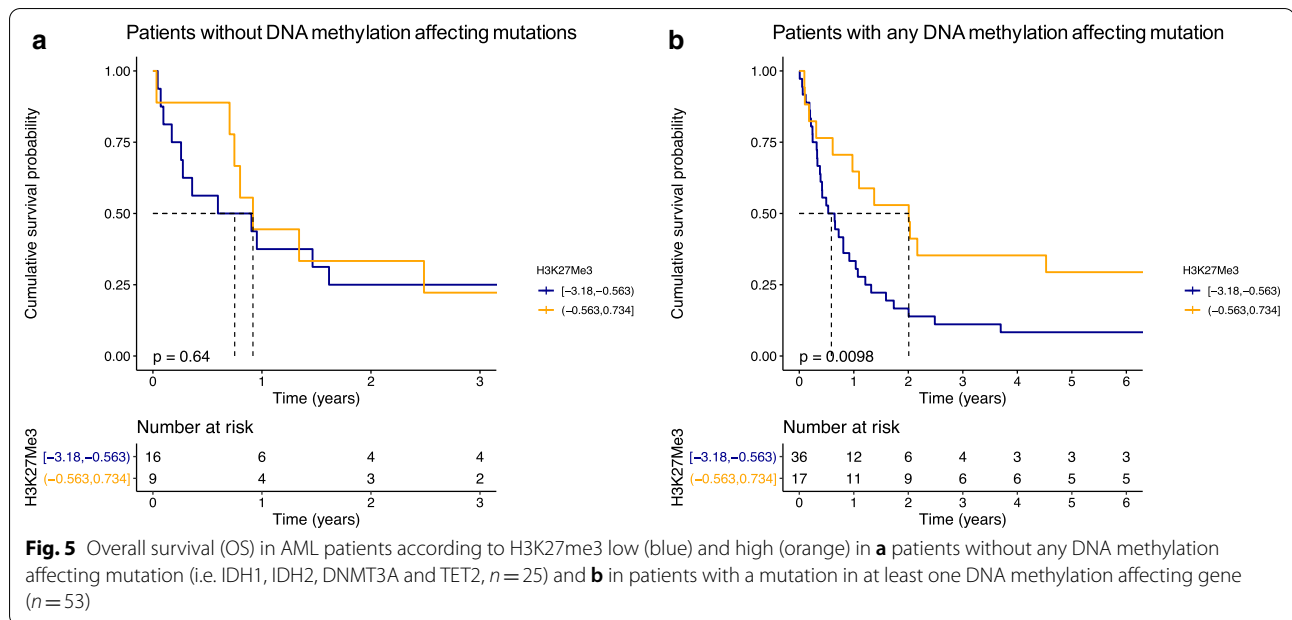 a
Patients without DNA methylation affecting mutations
Cumulative survival probability
1.00
0.75
0.50
0.25
0.00
p = 0.64
0 1 2 3
Time (years)
H3K27Me3
[−3.18,−0.563)
(−0.563,0.734]
Number at risk
H3K27Me3
[−3.18,−0.563) 16 6 4 4
(−0.563,0.734] 9 4 3 2
0 1 2 3
Time (years)
b
Patients with any DNA methylation affecting mutation
Cumulative survival probability
1.00
0.75
0.50
0.25
0.00
p = 0.0098
0 1 2 3 4 5 6
Time (years)
H3K27Me3
[−3.18,−0.563)
(−0.563,0.734]
Number at risk
H3K27Me3
[−3.18,−0.563) 36 12 6 4 3 3 3
(−0.563,0.734] 17 11 9 6 6 5 5
0 1 2 3 4 5 6
Time (years)
Fig. 5 Overall survival (OS) in AML patients according to H3K27me3 low (blue) and high (orange) in a patients without any DNA methylation
affecting mutation (i.e. IDH1, IDH2, DNMT3A and TET2, n = 25) and b in patients with a mutation in at least one DNA methylation affecting gene
(n = 53)